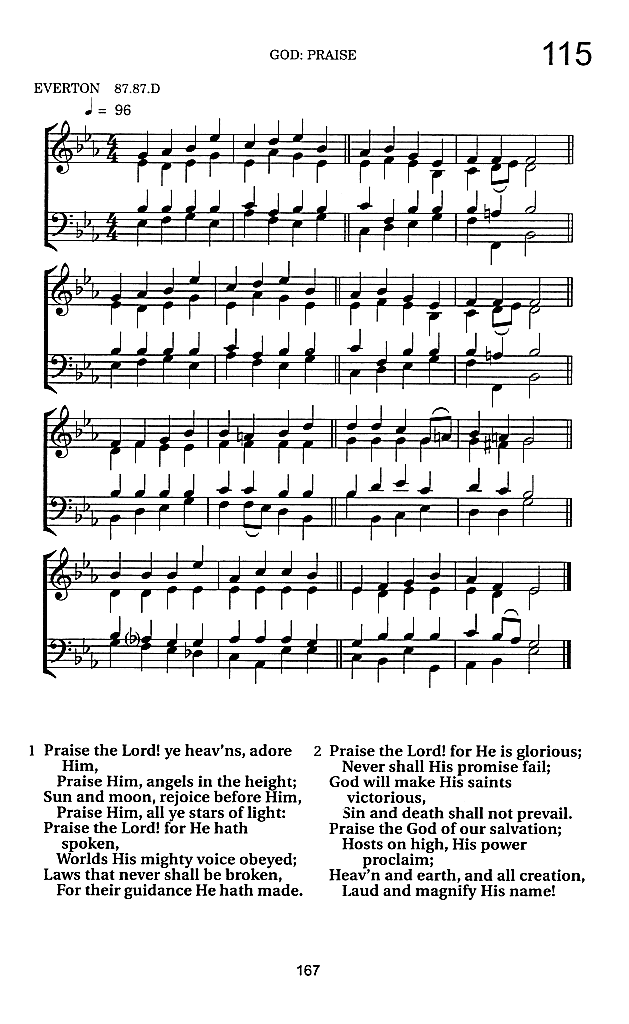 GOD: PRAISE
115
EVERTON 87.87.D
♩ = 96
1 Praise the Lord! ye heav'ns, adore
Him,
Praise Him, angels in the height;
Sun and moon, rejoice before Him,
Praise Him, all ye stars of light:
Praise the Lord! for He hath
spoken,
Worlds His mighty voice obeyed;
Laws that never shall be broken,
For their guidance He hath made.
2 Praise the Lord! for He is glorious;
Never shall His promise fail;
God will make His saints
victorious,
Sin and death shall not prevail.
Praise the God of our salvation;
Hosts on high, His power
proclaim;
Heav'n and earth, and all creation,
Laud and magnify His name!
167